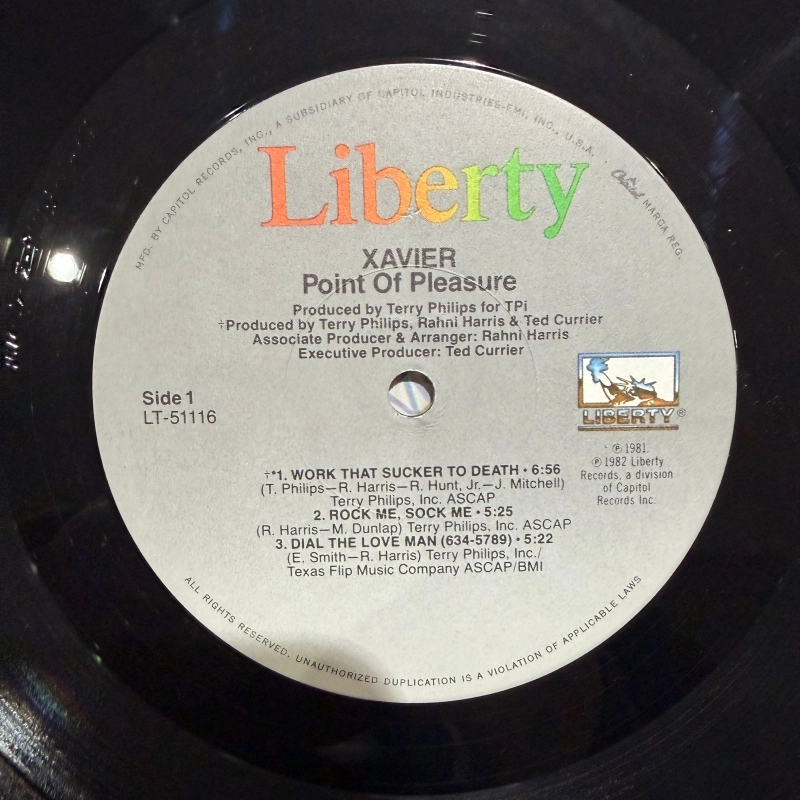 MFD. BY CAPITOL RECORDS, INC., A SUBSIDIARY OF CAPITOL INDUSTRIES-EMI, INC., U.S.A.
Capitol MARCA REG.
Liberty
XAVIER
Point Of Pleasure
Produced by Terry Philips for TPi
†Produced by Terry Philips, Rahni Harris & Ted Currier
Associate Producer & Arranger: Rahni Harris
Executive Producer: Ted Currier
Side 1
LT-51116
LIBERTY®
*℗ 1981.
℗ 1982 Liberty
Records, a division
of Capitol
Records Inc.
†*1. WORK THAT SUCKER TO DEATH • 6:56
(T. Philips—R. Harris—R. Hunt, Jr.—J. Mitchell)
Terry Philips, Inc. ASCAP
2. ROCK ME, SOCK ME • 5:25
(R. Harris—M. Dunlap) Terry Philips, Inc. ASCAP
3. DIAL THE LOVE MAN (634-5789) • 5:22
(E. Smith—R. Harris) Terry Philips, Inc./
Texas Flip Music Company ASCAP/BMI
ALL RIGHTS RESERVED. UNAUTHORIZED DUPLICATION IS A VIOLATION OF APPLICABLE LAWS